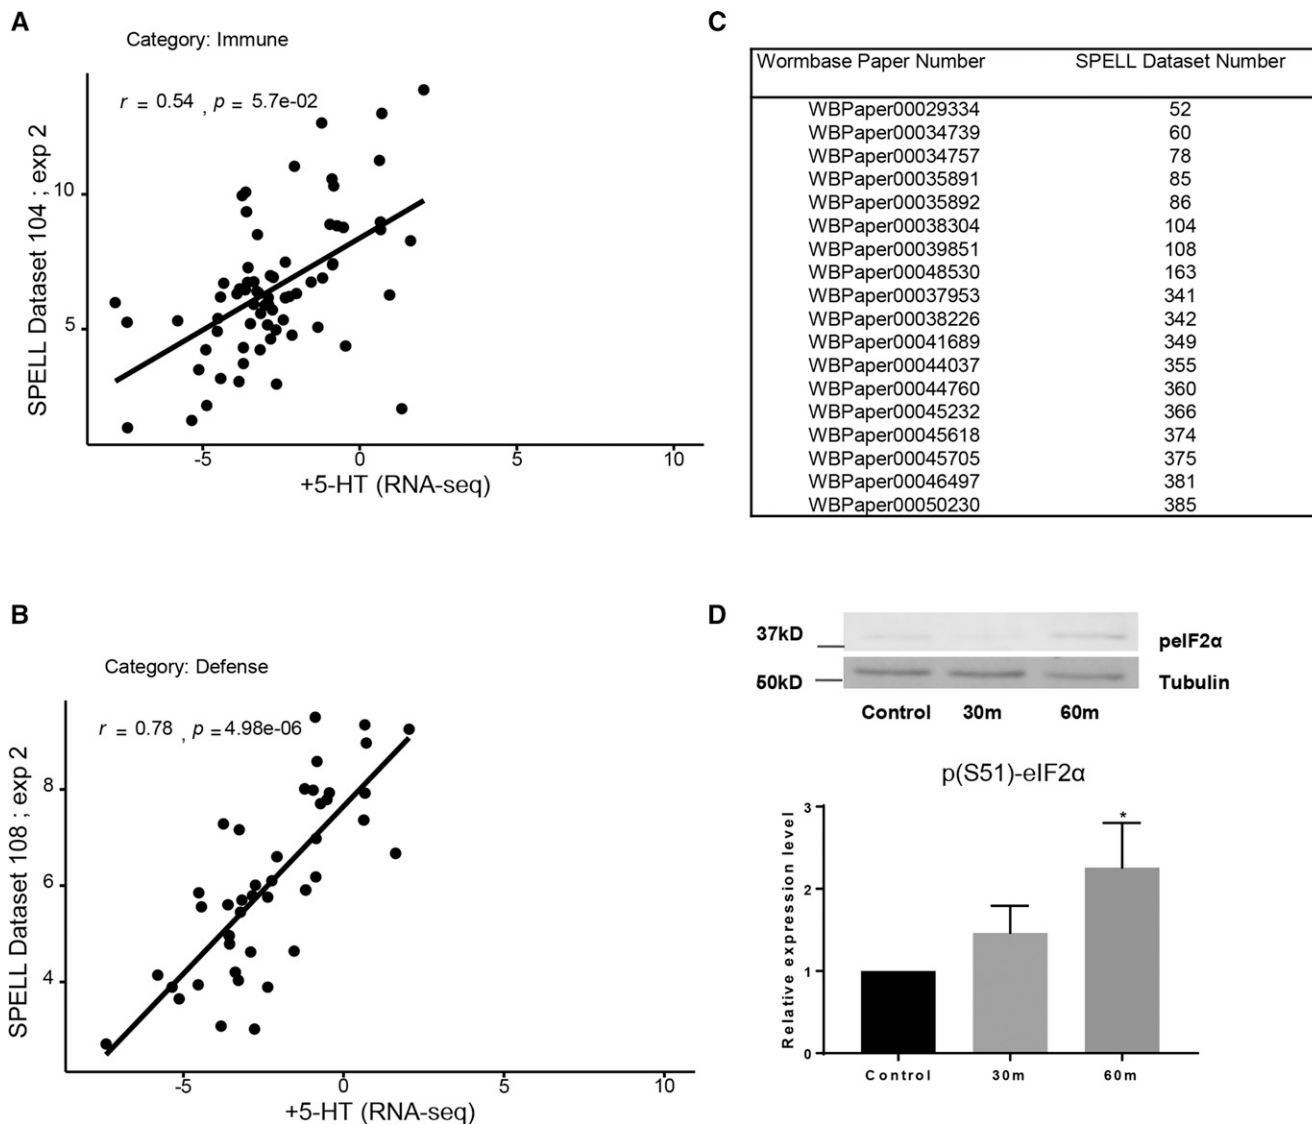 A
Category: Immune
r = 0.54 , p = 5.7e-02
SPELL Dataset 104 ; exp 2
10
5
-5
0
5
10
+5-HT (RNA-seq)
B
Category: Defense
r = 0.78 , p = 4.98e-06
SPELL Dataset 108 ; exp 2
8
6
4
-5
0
5
10
+5-HT (RNA-seq)
C
Wormbase Paper Number SPELL Dataset Number
WBPaper00029334 52
WBPaper00034739 60
WBPaper00034757 78
WBPaper00035891 85
WBPaper00035892 86
WBPaper00038304 104
WBPaper00039851 108
WBPaper00048530 163
WBPaper00037953 341
WBPaper00038226 342
WBPaper00041689 349
WBPaper00044037 355
WBPaper00044760 360
WBPaper00045232 366
WBPaper00045618 374
WBPaper00045705 375
WBPaper00046497 381
WBPaper00050230 385
D
37kD peIF2α
50kD Tubulin
Control 30m 60m
p(S51)-eIF2α
Relative expression level
3
2
1
0
*
Control 30m 60m